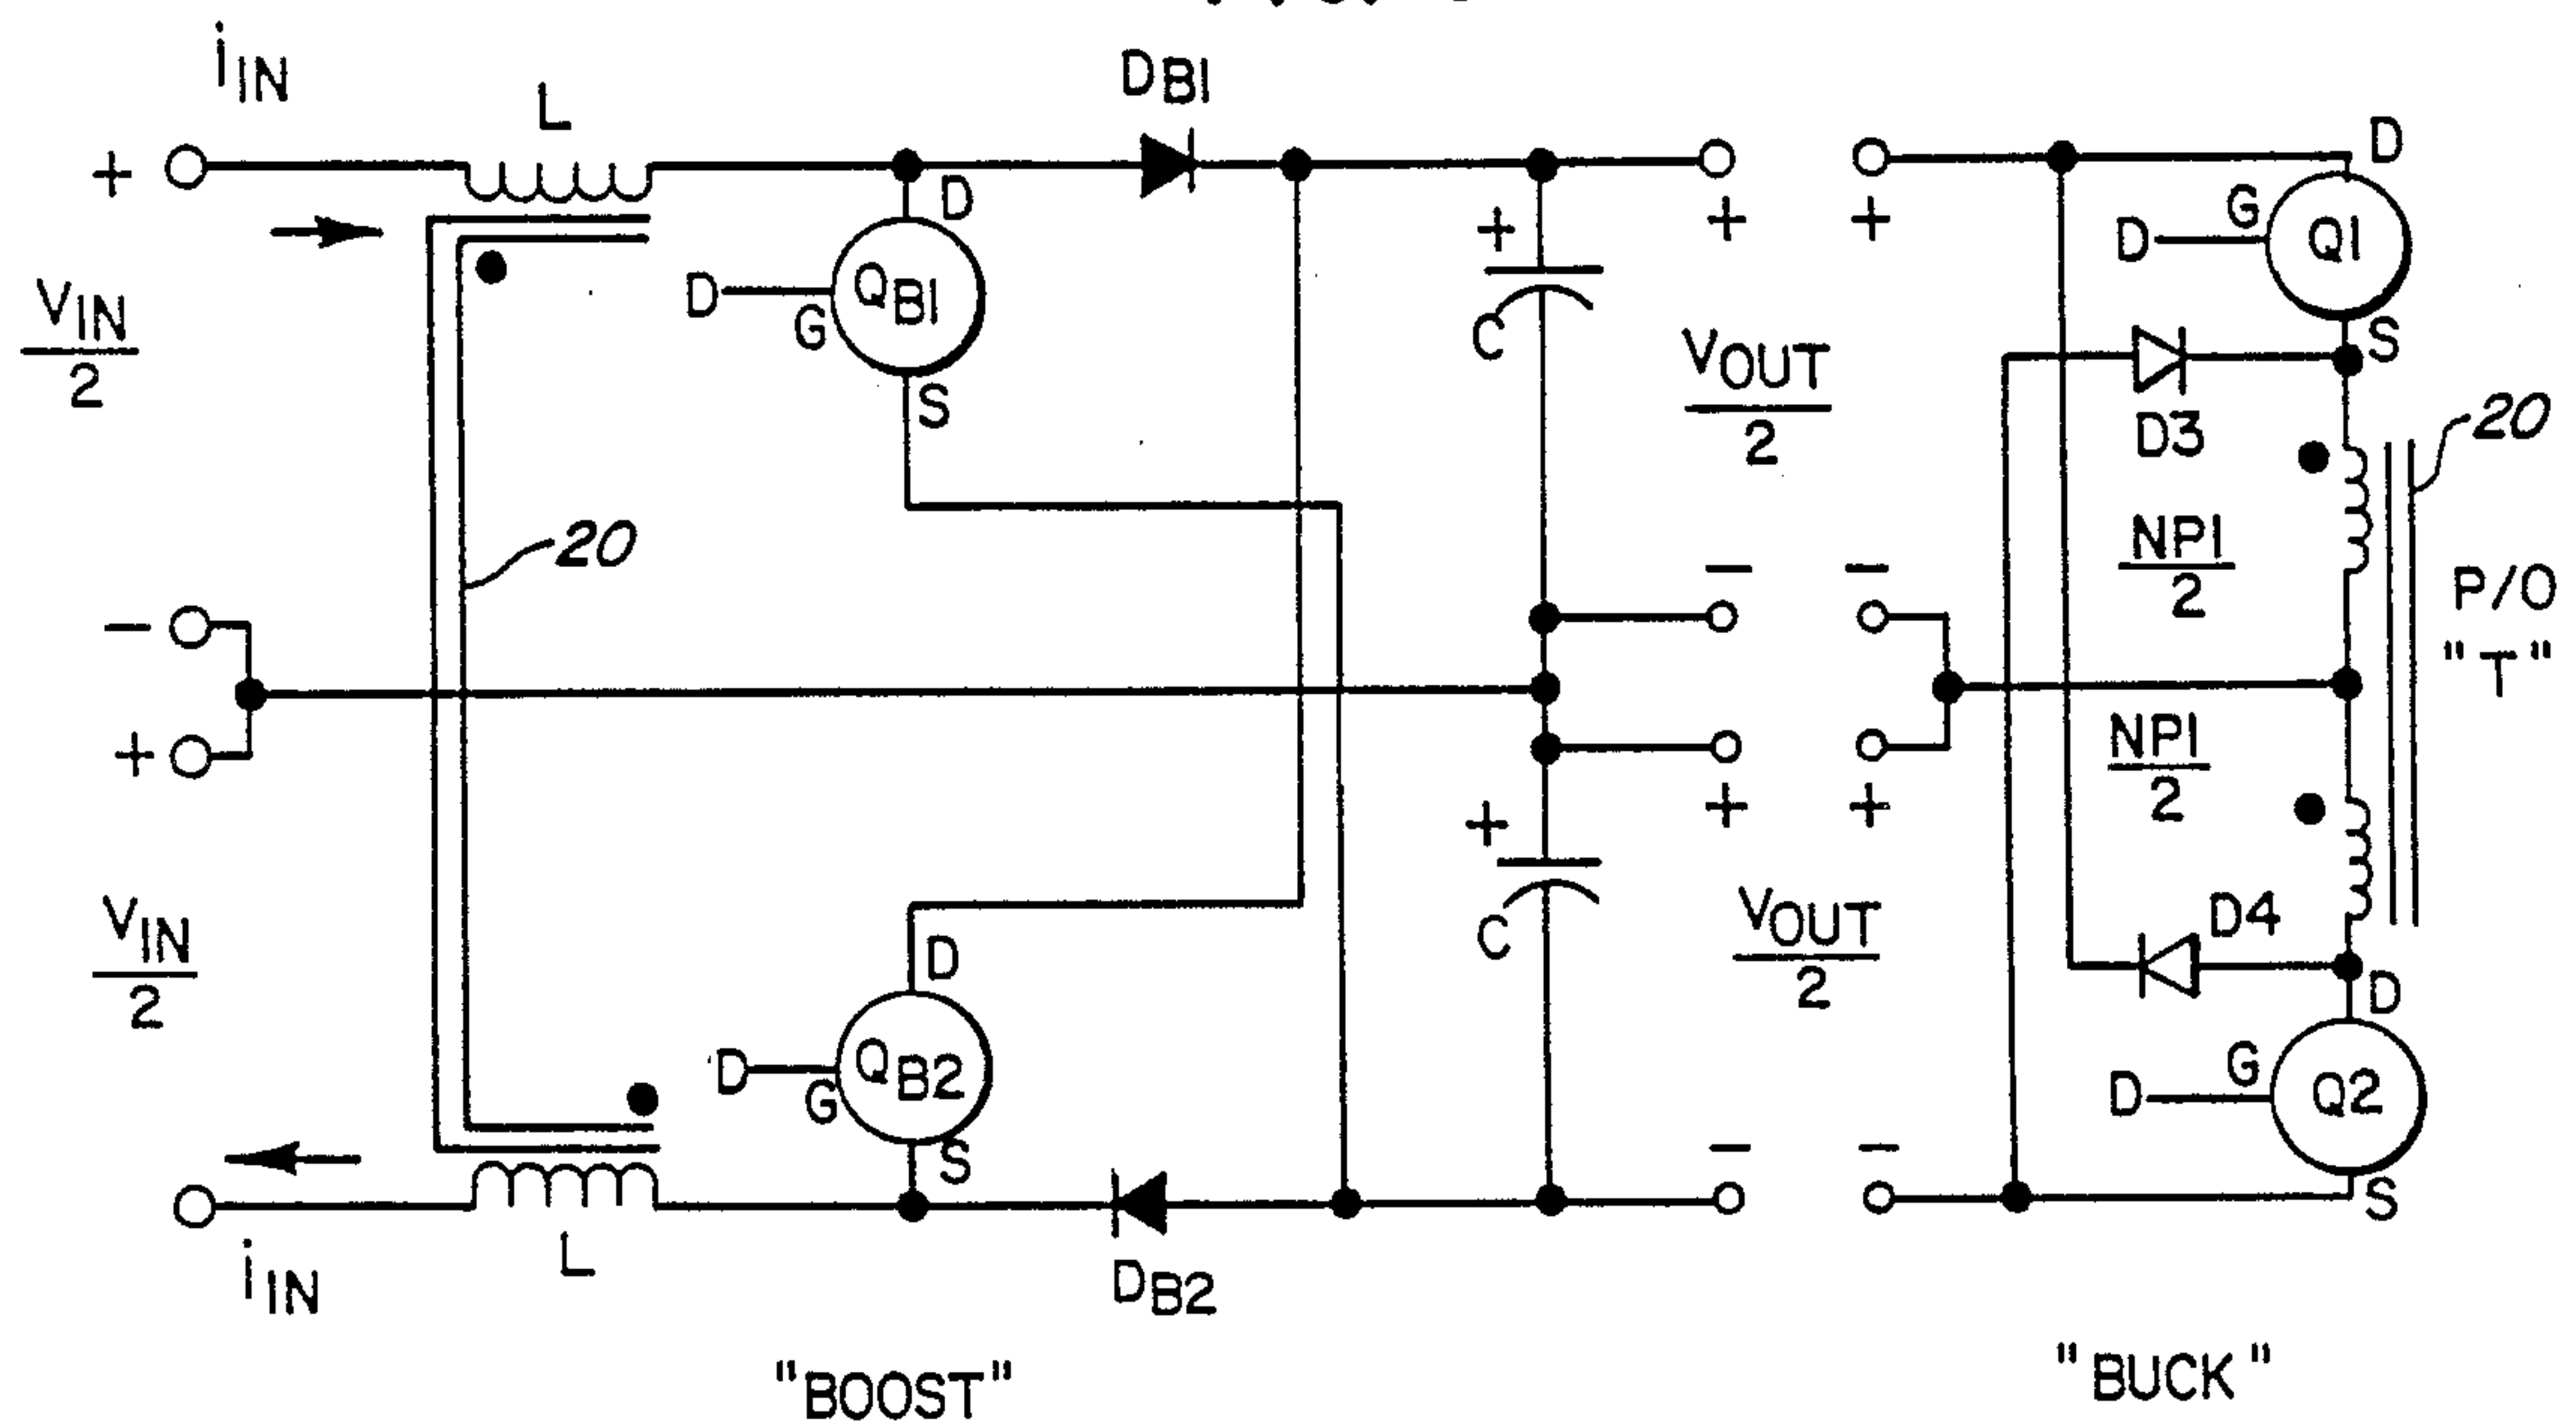 iIN
L
DB1
+
D
D
G
QB1
S
+
C
+
+
D
G
D
Q1
S
D3
VIN
2
VOUT
2
20
20
NP1
2
P/O
"T"
−
+
−
+
−
+
NP1
2
+
C
VIN
2
VOUT
2
D
D
G
QB2
S
D4
D
G
D
Q2
S
−
−
iIN
L
DB2
"BOOST"
"BUCK"